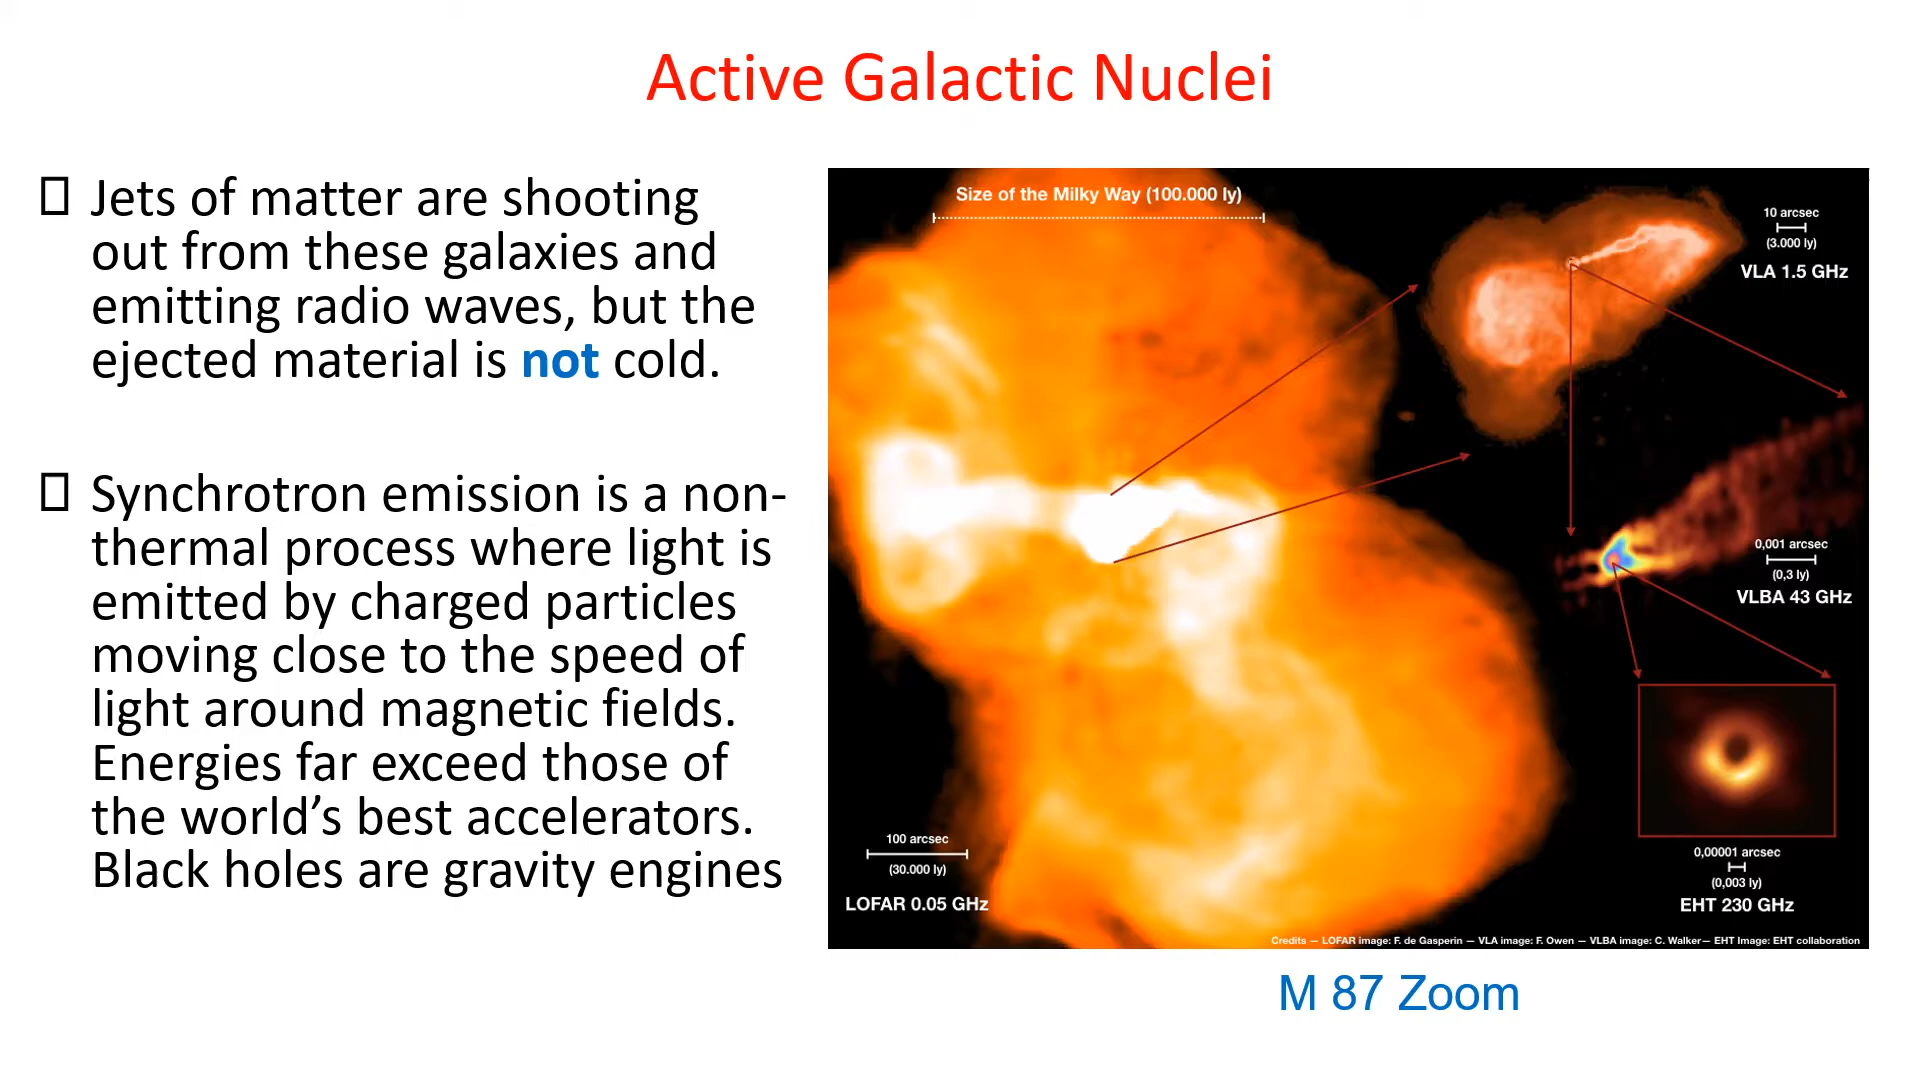 Active Galactic Nuclei
Jets of matter are shooting
out from these galaxies and
emitting radio waves, but the
ejected material is not cold.
Synchrotron emission is a non-
thermal process where light is
emitted by charged particles
moving close to the speed of
light around magnetic fields.
Energies far exceed those of
the world’s best accelerators.
Black holes are gravity engines
Size of the Milky Way (100.000 ly)
10 arcsec
(3.000 ly)
VLA 1.5 GHz
0,001 arcsec
(0,3 ly)
VLBA 43 GHz
100 arcsec
(30.000 ly)
LOFAR 0.05 GHz
0,00001 arcsec
(0,003 ly)
EHT 230 GHz
Credits — LOFAR image: F. de Gasperin — VLA image: F. Owen — VLBA image: C. Walker— EHT Image: EHT collaboration
M 87 Zoom